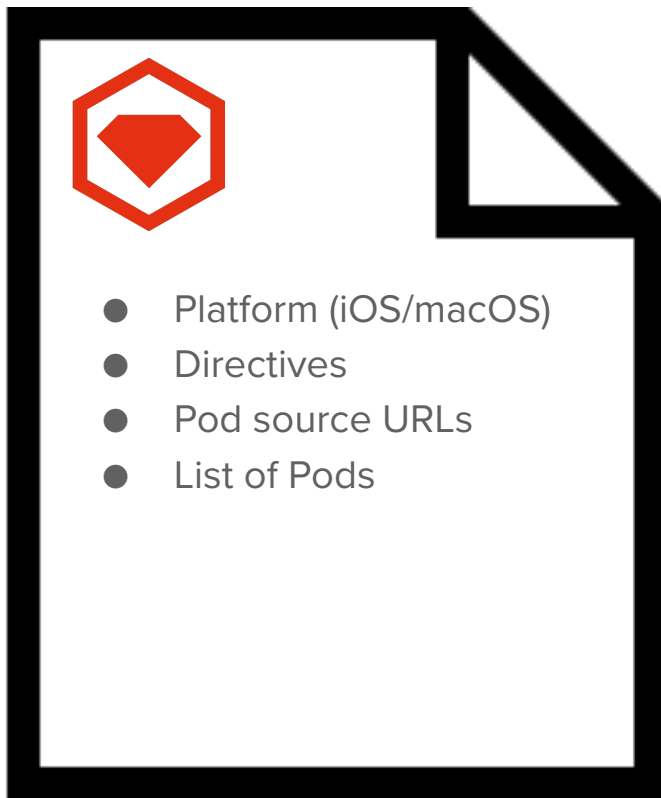 ● Platform (iOS/macOS)
● Directives
● Pod source URLs
● List of Pods